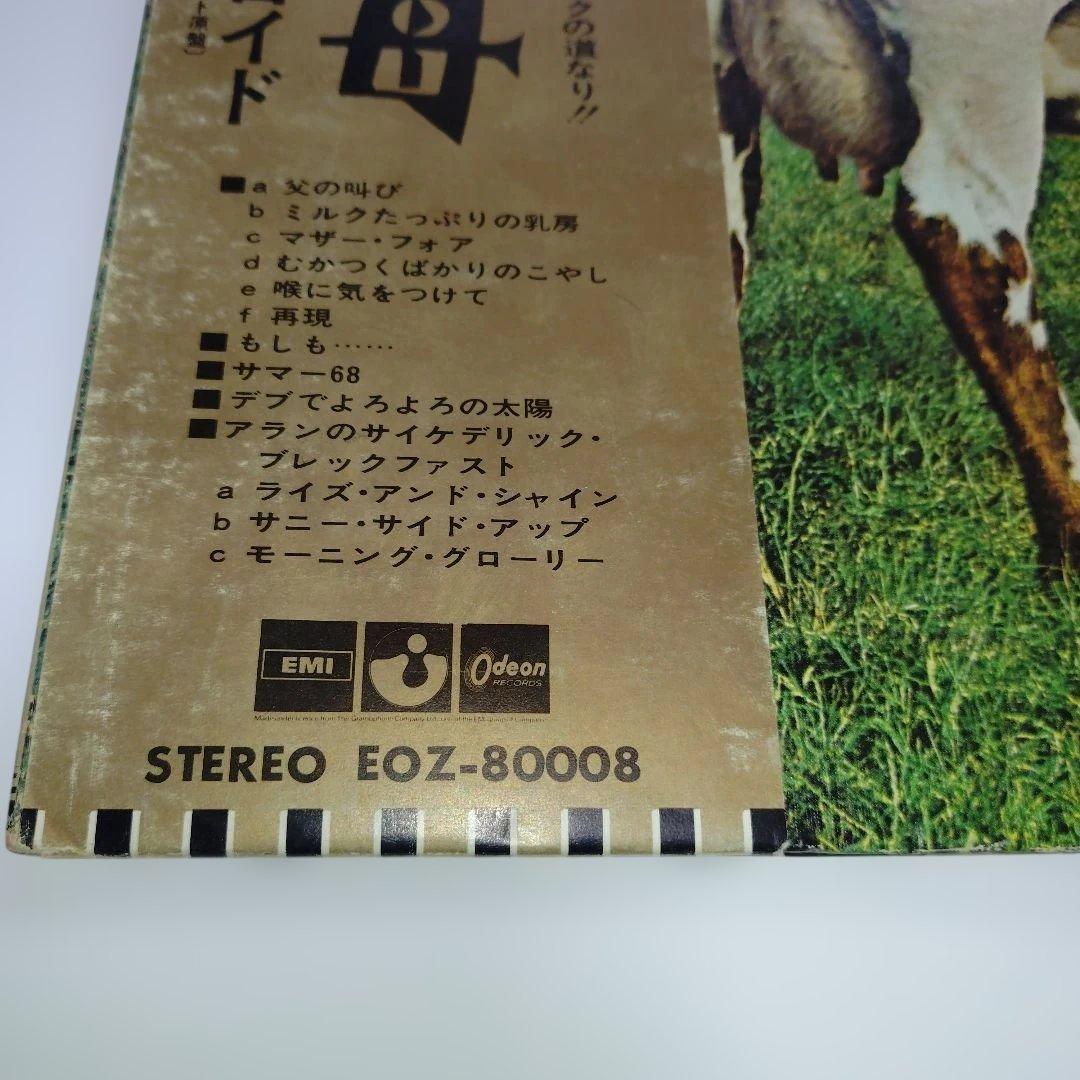 ト原盤〕
イド
母
クの道なり!!
■a 父の叫び
b ミルクたっぷりの乳房
c マザー・フォア
d むかつくばかりのこやし
e 喉に気をつけて
f 再現
■もしも……
■サマー68
■デブでよろよろの太陽
■アランのサイケデリック・
ブレックファスト
a ライズ・アンド・シャイン
b サニー・サイド・アップ
c モーニング・グローリー
EMI
Odeon
RECORDS
STEREO EOZ-80008